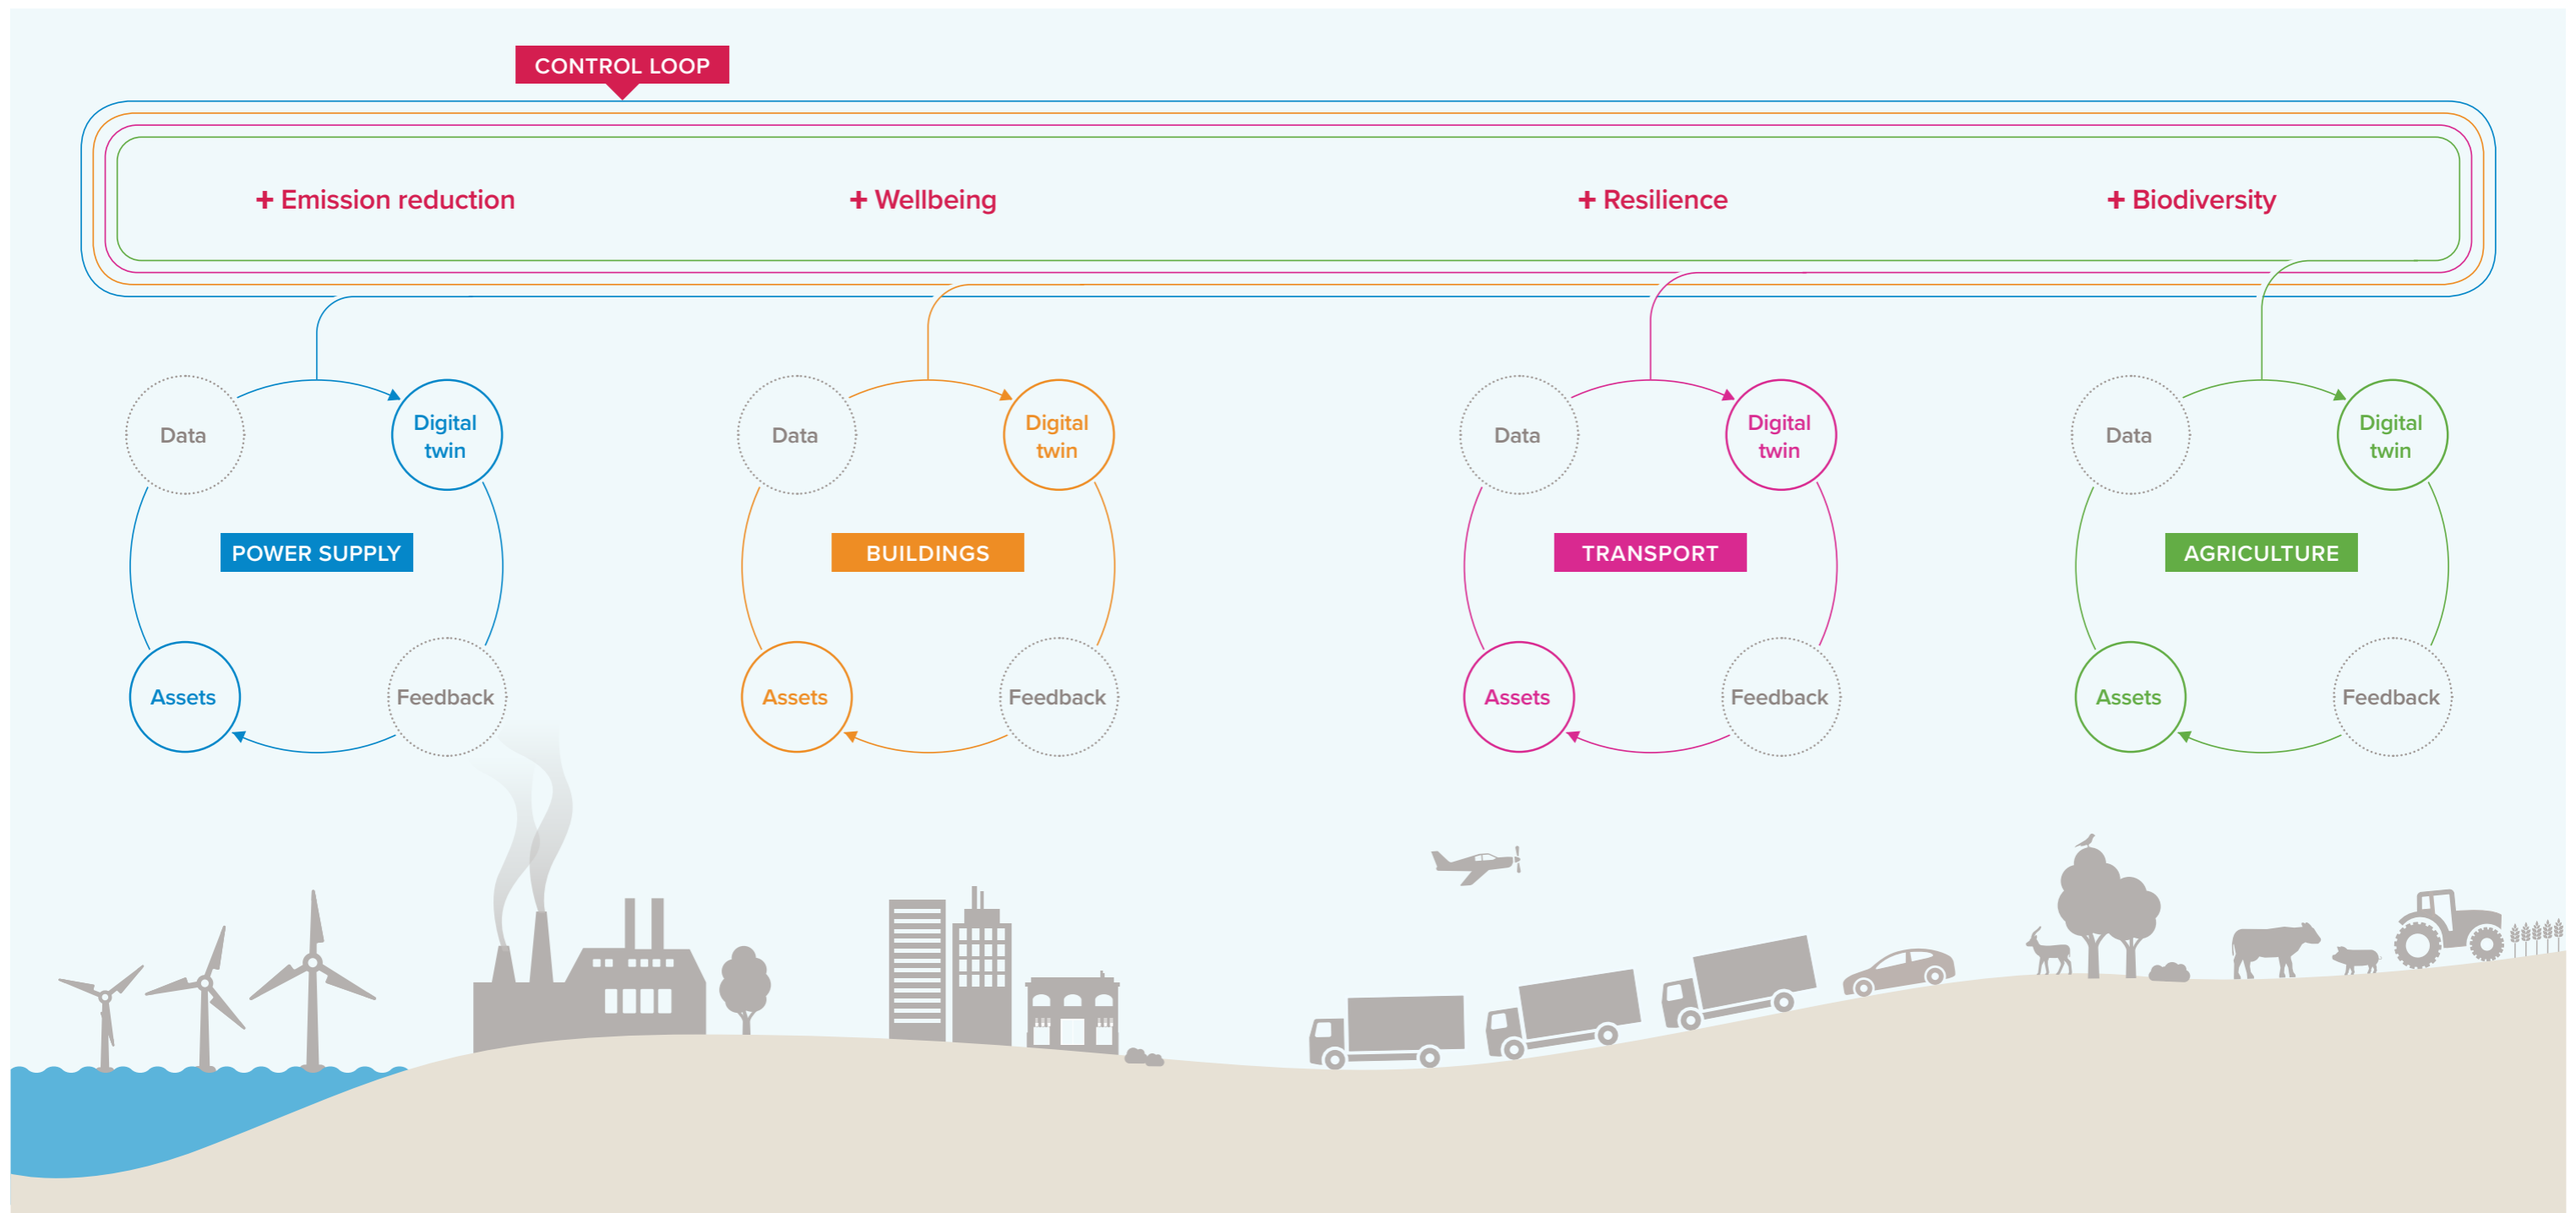 CONTROL LOOP
+ Emission reduction
+ Wellbeing
+ Resilience
+ Biodiversity
Data
Digital
twin
POWER SUPPLY
Assets
Feedback
Data
Digital
twin
BUILDINGS
Assets
Feedback
Data
Digital
twin
TRANSPORT
Assets
Feedback
Data
Digital
twin
AGRICULTURE
Assets
Feedback